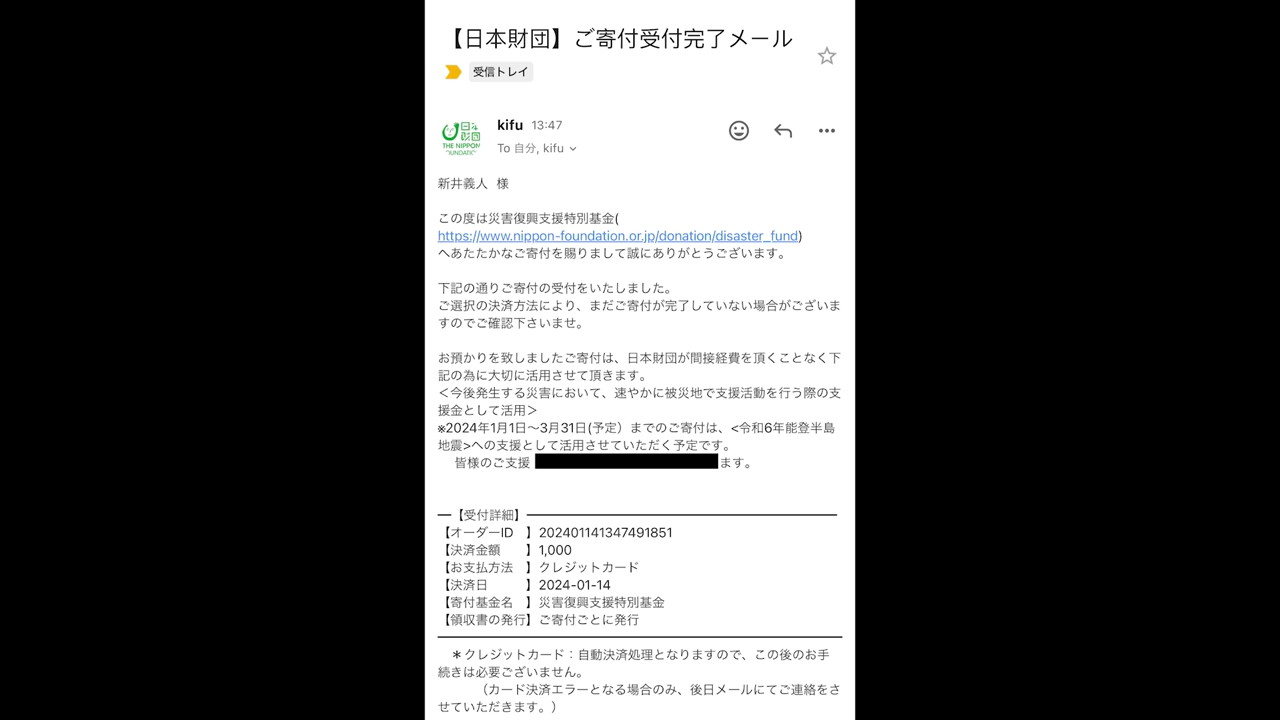 【日本財団】ご寄付受付完了メール
受信トレイ
kifu 13:47
To 自分, kifu
日本財団
THE NIPPON
FOUNDATION
新井義人 様
この度は災害復興支援特別基金(
https://www.nippon-foundation.or.jp/donation/disaster_fund)
へあたたかなご寄付を賜りまして誠にありがとうございます。
下記の通りご寄付の受付をいたしました。
ご選択の決済方法により、まだご寄付が完了していない場合がございま
すのでご確認下さいませ。
お預かりを致しましたご寄付は、日本財団が間接経費を頂くことなく下
記の為に大切に活用させて頂きます。
＜今後発生する災害において、速やかに被災地で支援活動を行う際の支
援金として活用＞
※2024年1月1日〜3月31日(予定）までのご寄付は、<令和6年能登半島
地震>への支援として活用させていただく予定です。
皆様のご支援 ます。
━【受付詳細】━━━━━━━━━━━━━━━━━━
【オーダーID 】202401141347491851
【決済金額 】1,000
【お支払方法 】クレジットカード
【決済日 】2024-01-14
【寄付基金名 】災害復興支援特別基金
【領収書の発行】ご寄付ごとに発行
＊クレジットカード：自動決済処理となりますので、この後のお手
続きは必要ございません。
（カード決済エラーとなる場合のみ、後日メールにてご連絡をさ
せていただきます。）